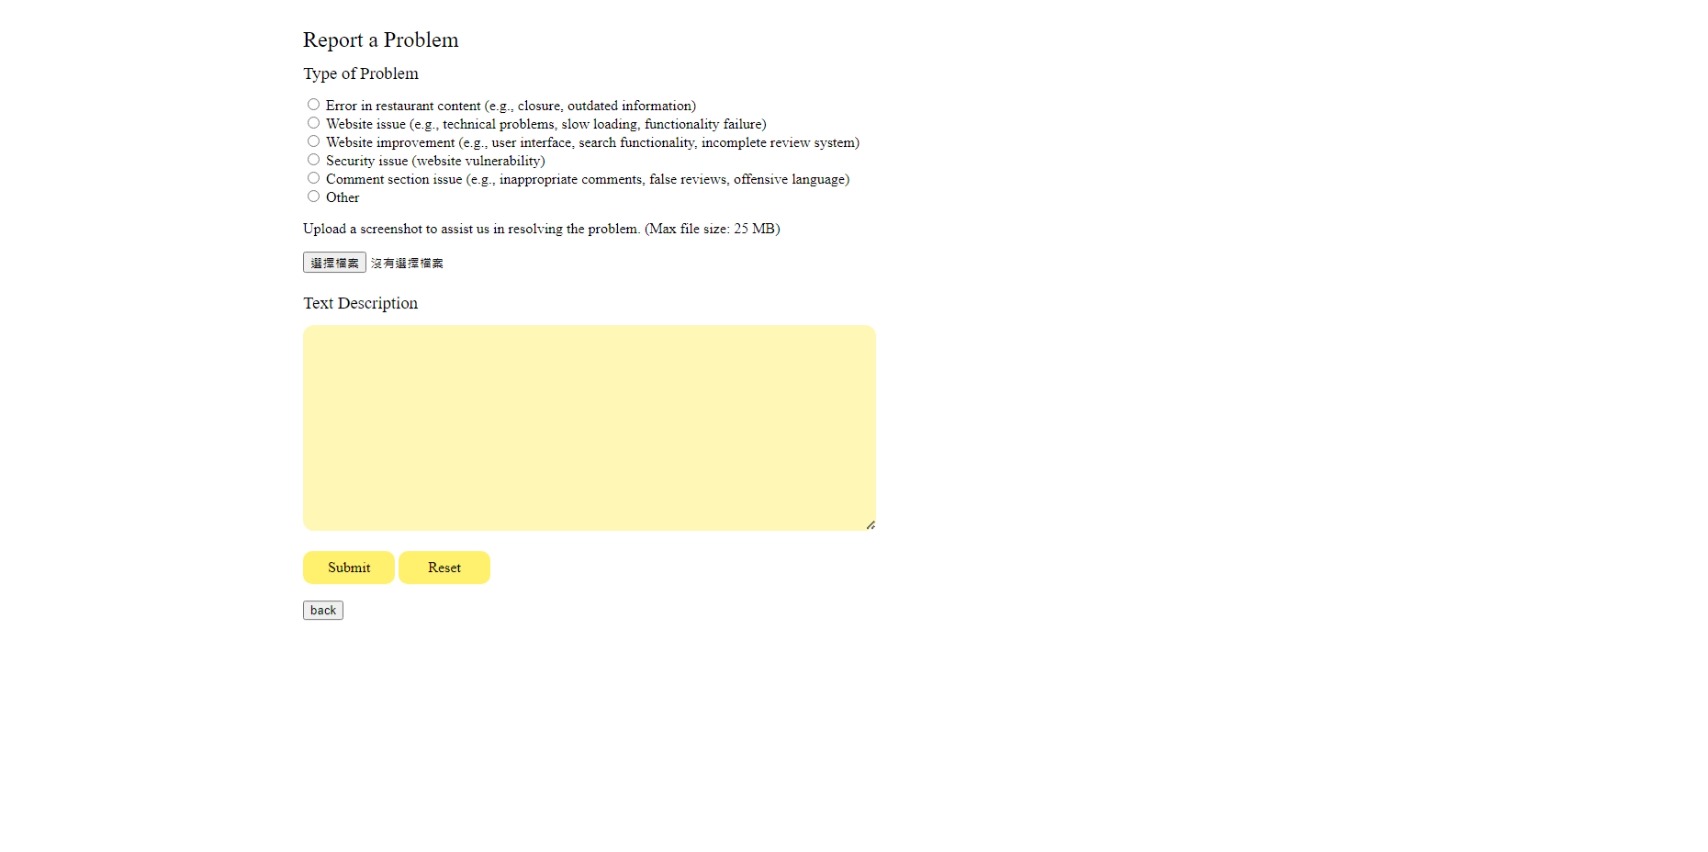 Report a Problem
Type of Problem
Error in restaurant content (e.g., closure, outdated information)
Website issue (e.g., technical problems, slow loading, functionality failure)
Website improvement (e.g., user interface, search functionality, incomplete review system)
Security issue (website vulnerability)
Comment section issue (e.g., inappropriate comments, false reviews, offensive language)
Other
Upload a screenshot to assist us in resolving the problem. (Max file size: 25 MB)
選擇檔案 沒有選擇檔案
Text Description
Submit Reset
back